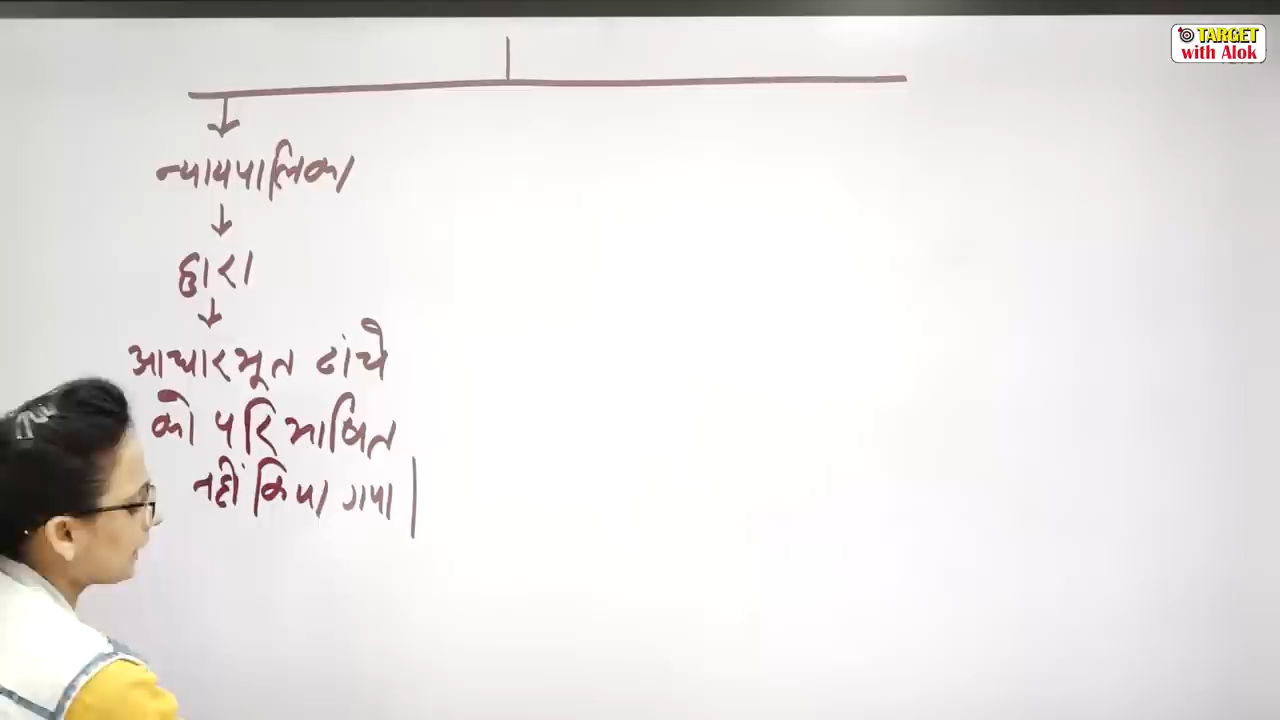 TARGET
with Alok
न्यायपालिका
द्वारा
आधारभूत ढांचे
को परिभाषित
नहीं किया गया।